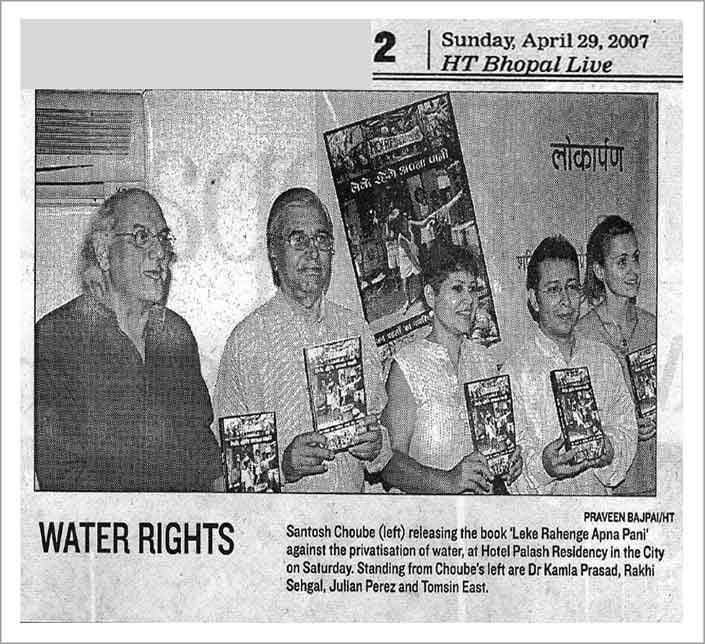 2
Sunday, April 29, 2007
HT Bhopal Live
लोकार्पण
लेके रहेंगे अपना पानी
PRAVEEN BAJPAI/HT
WATER RIGHTS
Santosh Choube (left) releasing the book 'Leke Rahenge Apna Pani'
against the privatisation of water, at Hotel Palash Residency in the City
on Saturday. Standing from Choube's left are Dr Kamla Prasad, Rakhi
Sehgal, Julian Perez and Tomsin East.